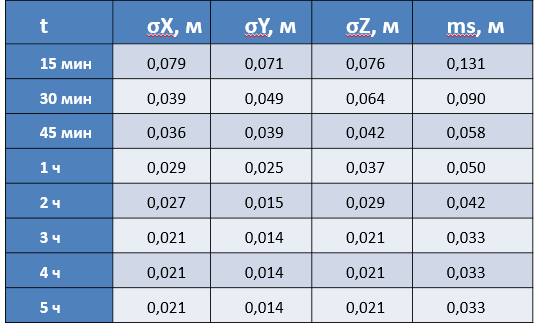 t σX, м σY, м σZ, м ms, м
15 мин 0,079 0,071 0,076 0,131
30 мин 0,039 0,049 0,064 0,090
45 мин 0,036 0,039 0,042 0,058
1 ч 0,029 0,025 0,037 0,050
2 ч 0,027 0,015 0,029 0,042
3 ч 0,021 0,014 0,021 0,033
4 ч 0,021 0,014 0,021 0,033
5 ч 0,021 0,014 0,021 0,033